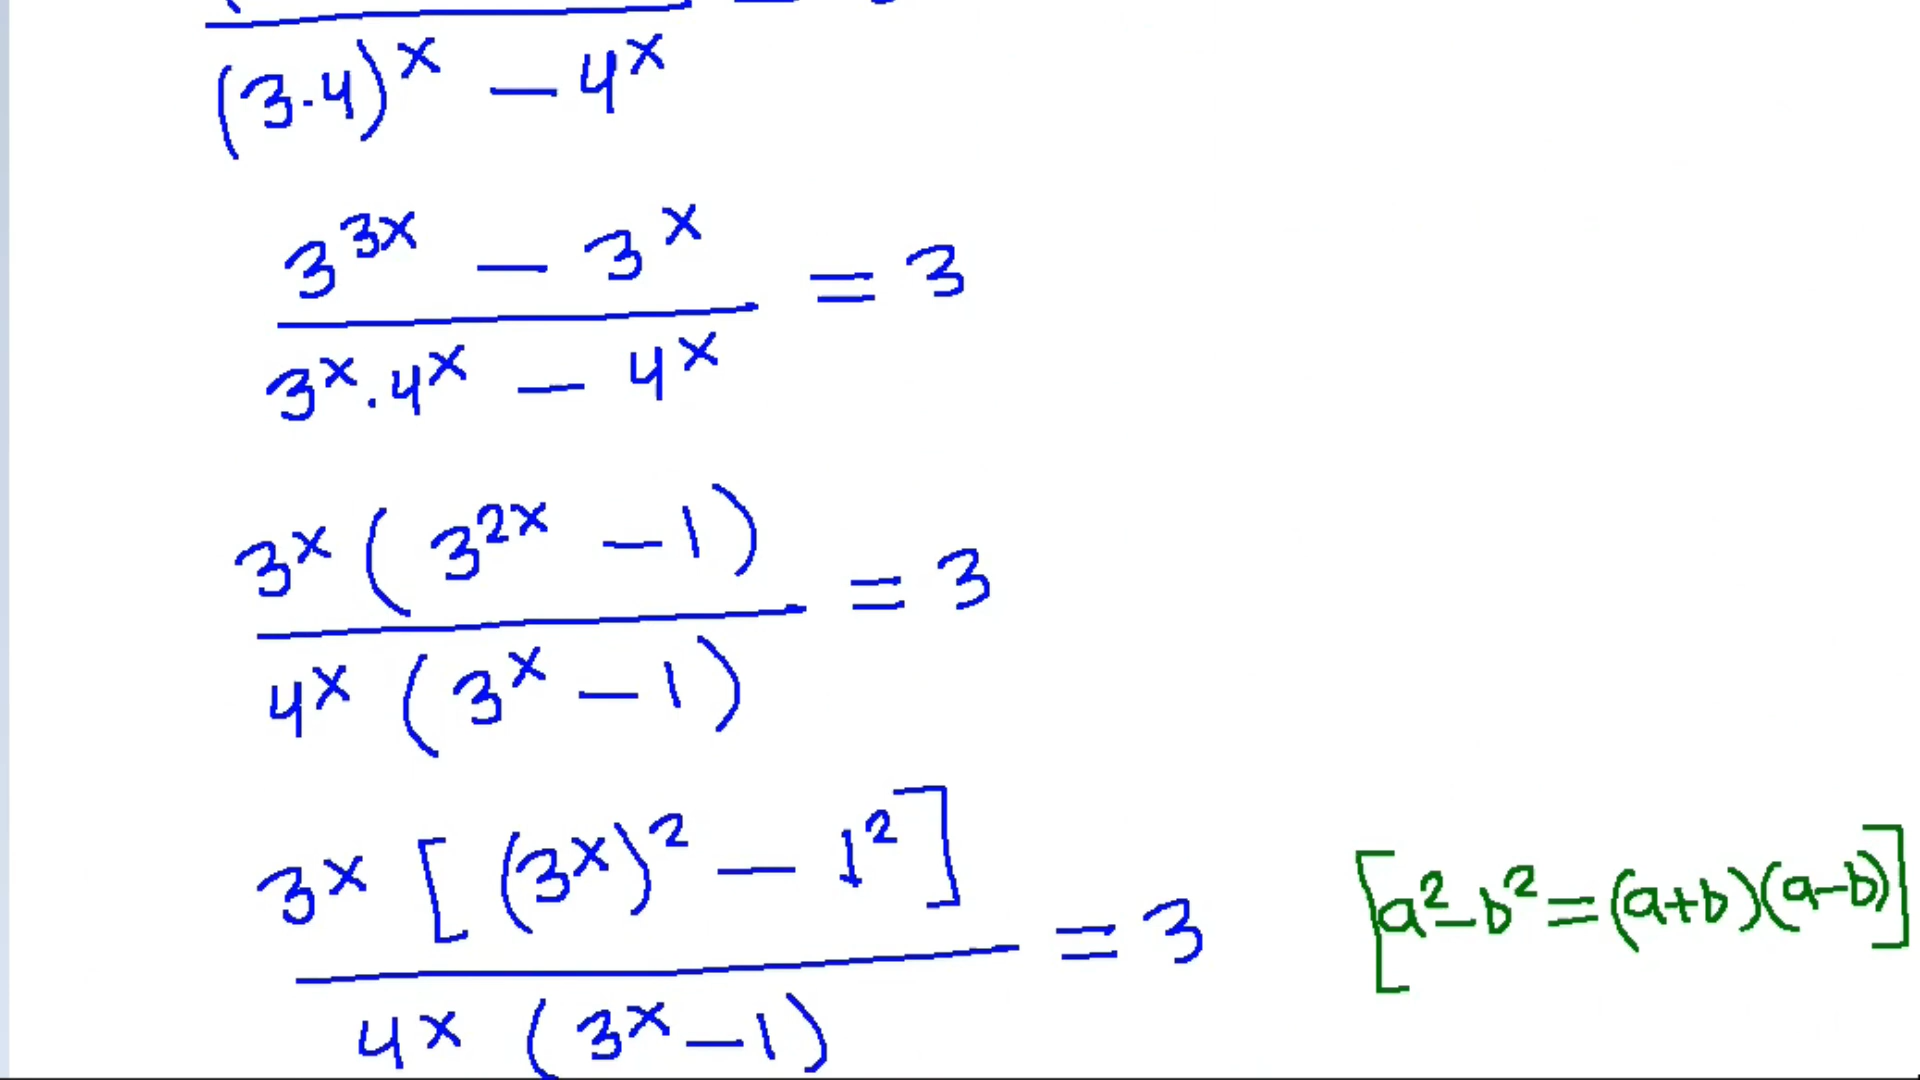 (3·4)^x − 4^x
3^{3x} − 3^x
――― = 3
3^x · 4^x − 4^x
3^x (3^{2x} − 1)
――― = 3
4^x (3^x − 1)
3^x [(3^x)^2 − 1^2]
――― = 3
4^x (3^x − 1)
[a^2 − b^2 = (a+b)(a−b)]